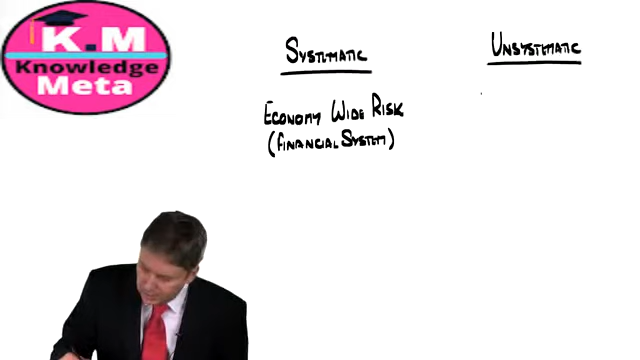 K.M
Knowledge
Meta
SYSTEMATIC
UNSYSTEMATIC
ECONOMY WIDE RISK
(FINANCIAL SYSTEM)